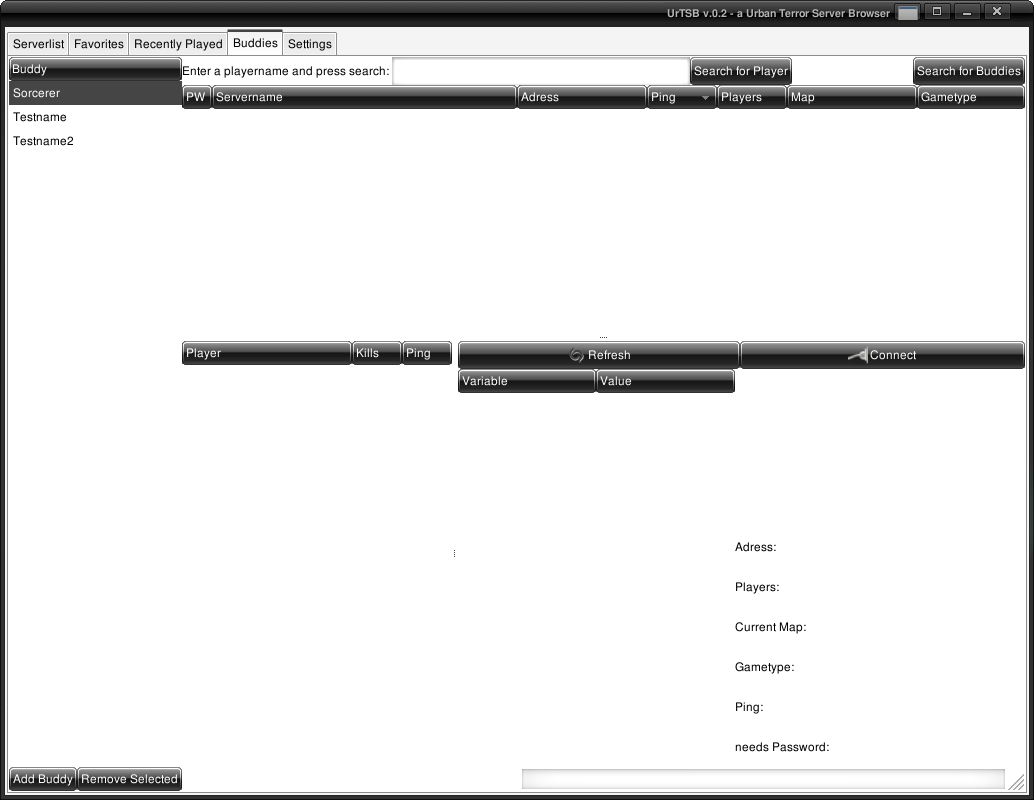 UrTSB v.0.2 - a Urban Terror Server Browser
Serverlist Favorites Recently Played Buddies Settings
Buddy Enter a playername and press search: Search for Player Search for Buddies
Sorcerer PW Servername Adress Ping Players Map Gametype
Testname
Testname2
Player Kills Ping Refresh Connect
Variable Value
Adress:
Players:
Current Map:
Gametype:
Ping:
needs Password:
Add Buddy Remove Selected